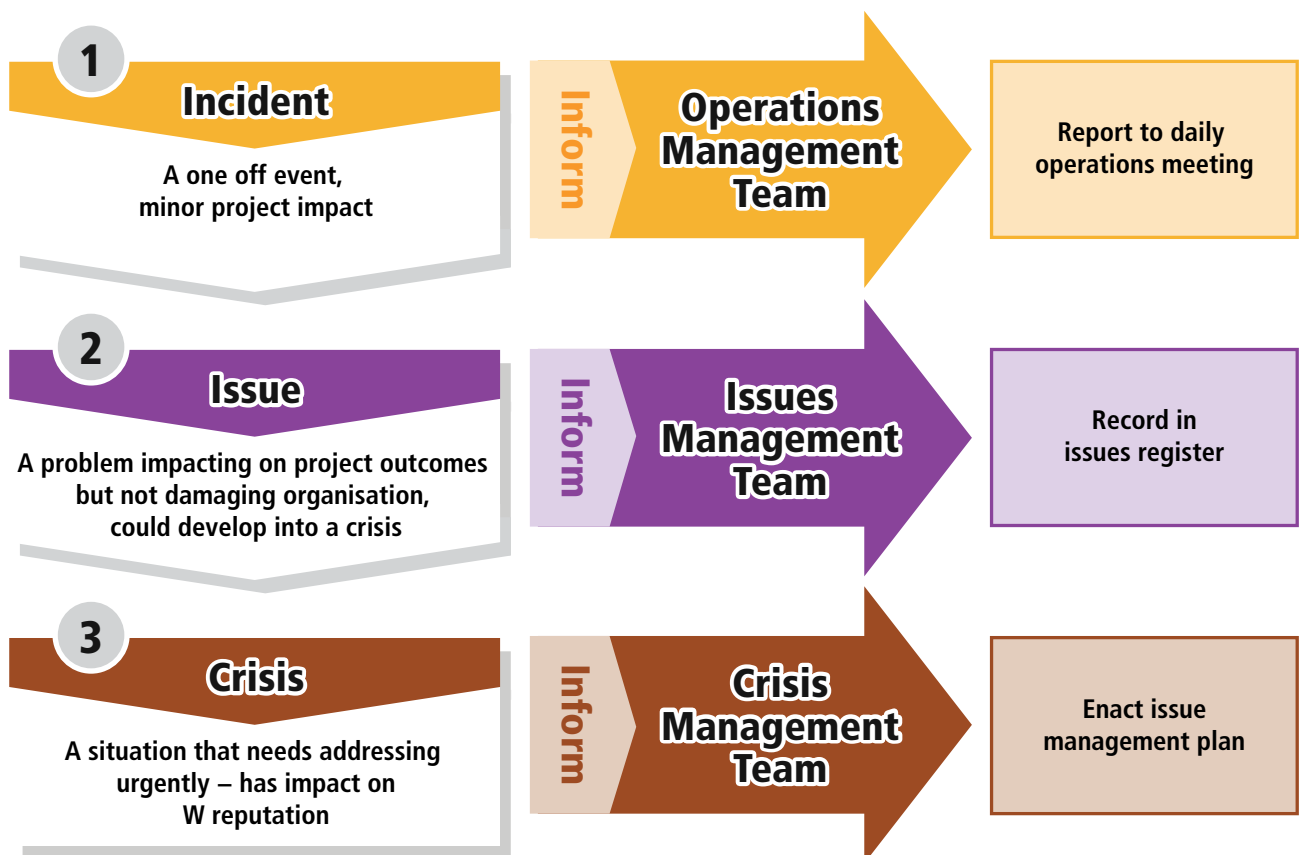 1
Incident
A one off event,
minor project impact
Inform
Operations
Management
Team
Report to daily
operations meeting
2
Issue
A problem impacting on project outcomes
but not damaging organisation,
could develop into a crisis
Inform
Issues
Management
Team
Record in
issues register
3
Crisis
A situation that needs addressing
urgently – has impact on
W reputation
Inform
Crisis
Management
Team
Enact issue
management plan